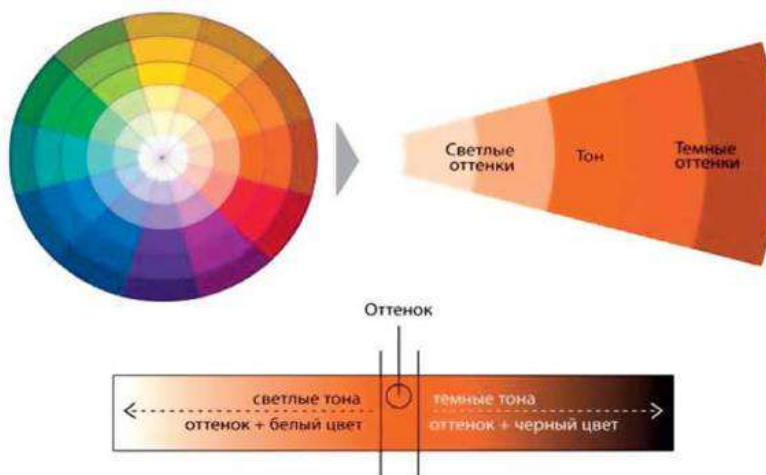 Светлые
оттенки
Тон
Темные
оттенки
Оттенок
светлые тона
темные тона
оттенок + белый цвет
оттенок + черный цвет